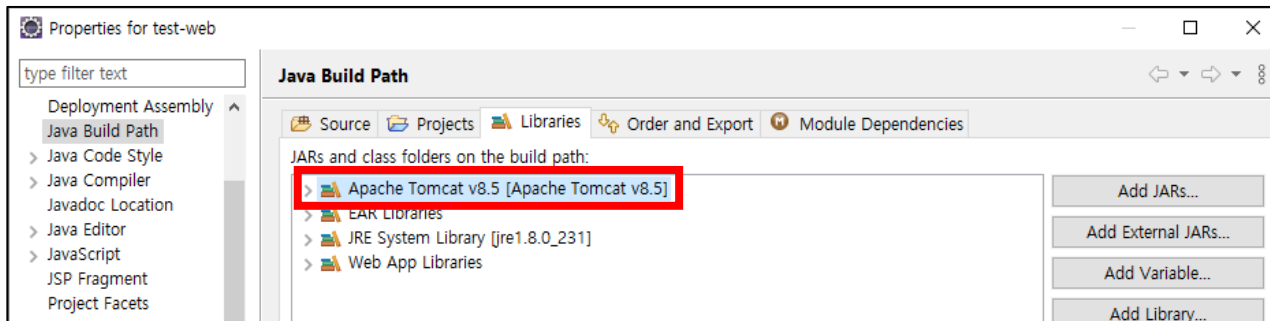 Properties for test-web
type filter text
Deployment Assembly
Java Build Path
Java Code Style
Java Compiler
Javadoc Location
Java Editor
JavaScript
JSP Fragment
Project Facets
Java Build Path
Source Projects Libraries Order and Export Module Dependencies
JARs and class folders on the build path:
Apache Tomcat v8.5 [Apache Tomcat v8.5]
EAR Libraries
JRE System Library [jre1.8.0_231]
Web App Libraries
Add JARs...
Add External JARs...
Add Variable...
Add Library...